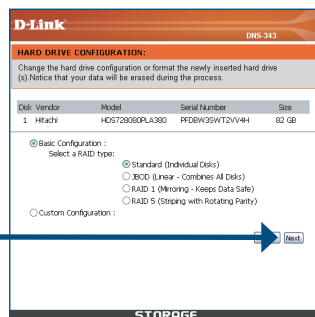 D-Link
DNS-343
HARD DRIVE CONFIGURATION:
Change the hard drive configuration or format the newly inserted hard drive
(s).Notice that your data will be erased during the process.
Disk Vendor Model Serial Number Size
1 Hitachi HDS728080PLA380 PFDBW3SWT2VV4H 82 GB
Basic Configuration :
Select a RAID type:
Standard (Individual Disks)
JBOD (Linear - Combines All Disks)
RAID 1 (Mirroring - Keeps Data Safe)
RAID 5 (Striping with Rotating Parity)
Custom Configuration :
Next
STORAGE